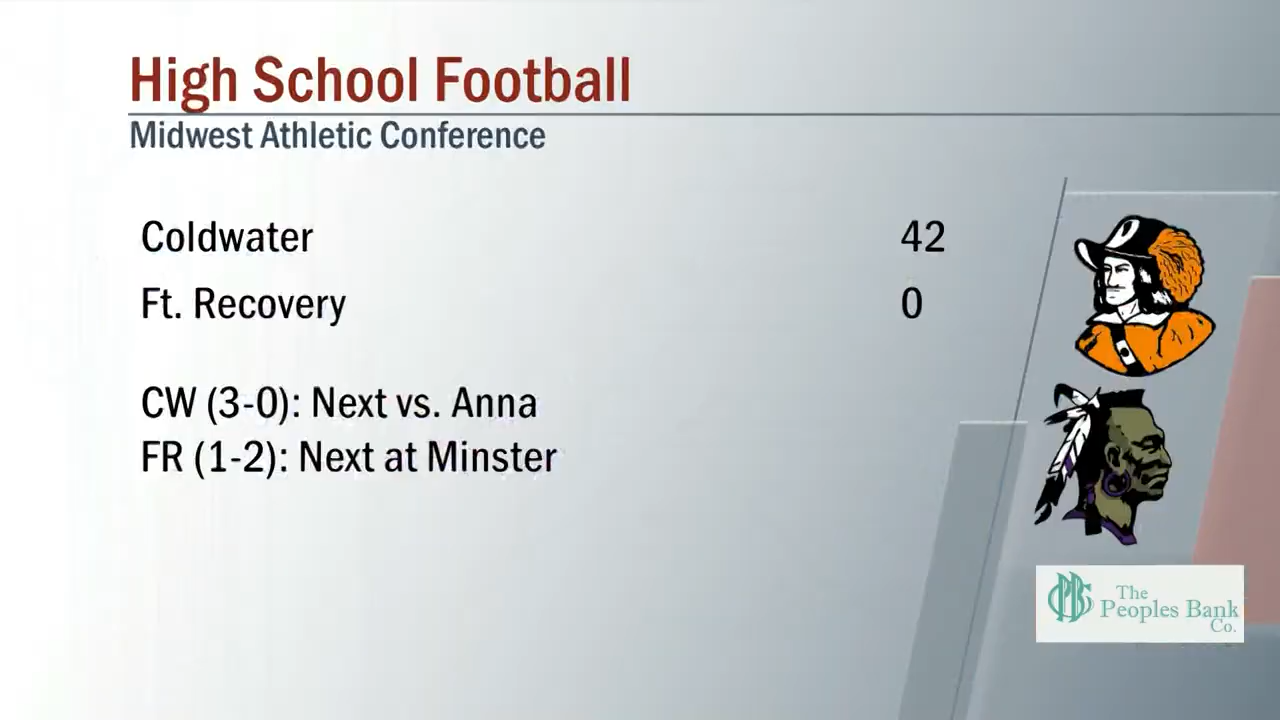 High School Football
Midwest Athletic Conference
Coldwater 42
Ft. Recovery 0
CW (3-0): Next vs. Anna
FR (1-2): Next at Minster
The
Peoples Bank
Co.